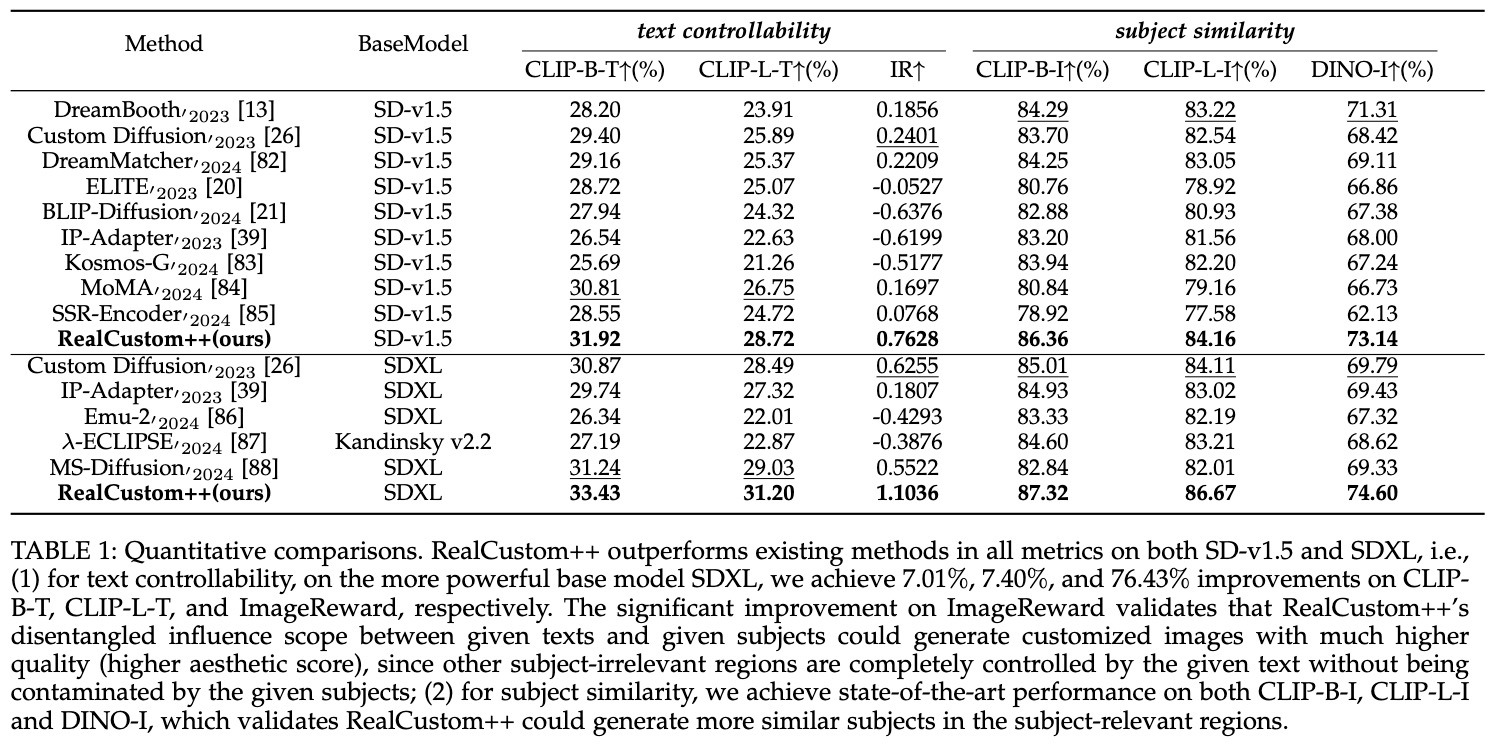 text controllability subject similarity
Method BaseModel
CLIP-B-T↑(%) CLIP-L-T↑(%) IR↑ CLIP-B-I↑(%) CLIP-L-I↑(%) DINO-I↑(%)
DreamBooth′2023 [13] SD-v1.5 28.20 23.91 0.1856 84.29 83.22 71.31
Custom Diffusion′2023 [26] SD-v1.5 29.40 25.89 0.2401 83.70 82.54 68.42
DreamMatcher′2024 [82] SD-v1.5 29.16 25.37 0.2209 84.25 83.05 69.11
ELITE′2023 [20] SD-v1.5 28.72 25.07 -0.0527 80.76 78.92 66.86
BLIP-Diffusion′2024 [21] SD-v1.5 27.94 24.32 -0.6376 82.88 80.93 67.38
IP-Adapter′2023 [39] SD-v1.5 26.54 22.63 -0.6199 83.20 81.56 68.00
Kosmos-G′2024 [83] SD-v1.5 25.69 21.26 -0.5177 83.94 82.20 67.24
MoMA′2024 [84] SD-v1.5 30.81 26.75 0.1697 80.84 79.16 66.73
SSR-Encoder′2024 [85] SD-v1.5 28.55 24.72 0.0768 78.92 77.58 62.13
RealCustom++(ours) SD-v1.5 31.92 28.72 0.7628 86.36 84.16 73.14
Custom Diffusion′2023 [26] SDXL 30.87 28.49 0.6255 85.01 84.11 69.79
IP-Adapter′2023 [39] SDXL 29.74 27.32 0.1807 84.93 83.02 69.43
Emu-2′2024 [86] SDXL 26.34 22.01 -0.4293 83.33 82.19 67.32
λ-ECLIPSE′2024 [87] Kandinsky v2.2 27.19 22.87 -0.3876 84.60 83.21 68.62
MS-Diffusion′2024 [88] SDXL 31.24 29.03 0.5522 82.84 82.01 69.33
RealCustom++(ours) SDXL 33.43 31.20 1.1036 87.32 86.67 74.60
TABLE 1: Quantitative comparisons. RealCustom++ outperforms existing methods in all metrics on both SD-v1.5 and SDXL, i.e.,
(1) for text controllability, on the more powerful base model SDXL, we achieve 7.01%, 7.40%, and 76.43% improvements on CLIP-
B-T, CLIP-L-T, and ImageReward, respectively. The significant improvement on ImageReward validates that RealCustom++'s
disentangled influence scope between given texts and given subjects could generate customized images with much higher
quality (higher aesthetic score), since other subject-irrelevant regions are completely controlled by the given text without being
contaminated by the given subjects; (2) for subject similarity, we achieve state-of-the-art performance on both CLIP-B-I, CLIP-L-I
and DINO-I, which validates RealCustom++ could generate more similar subjects in the subject-relevant regions.